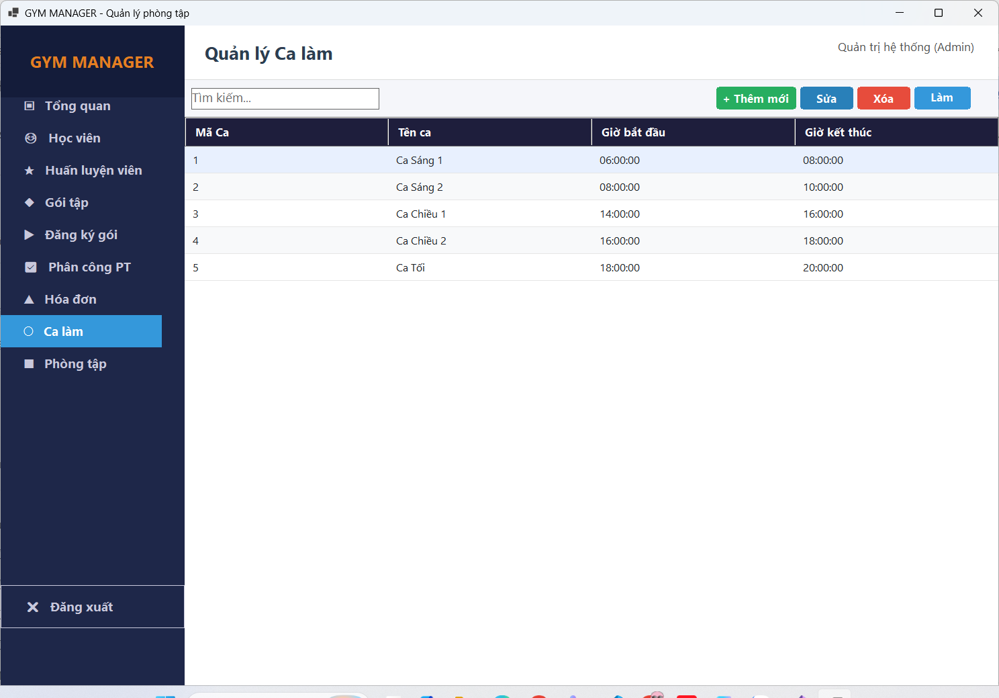 GYM MANAGER - Quản lý phòng tập
GYM MANAGER
Tổng quan
Học viên
Huấn luyện viên
Gói tập
Đăng ký gói
Phân công PT
Hóa đơn
Ca làm
Phòng tập
Đăng xuất
Quản lý Ca làm
Quản trị hệ thống (Admin)
Tìm kiếm...
+ Thêm mới Sửa Xóa Làm
Mã Ca Tên ca Giờ bắt đầu Giờ kết thúc
1 Ca Sáng 1 06:00:00 08:00:00
2 Ca Sáng 2 08:00:00 10:00:00
3 Ca Chiều 1 14:00:00 16:00:00
4 Ca Chiều 2 16:00:00 18:00:00
5 Ca Tối 18:00:00 20:00:00